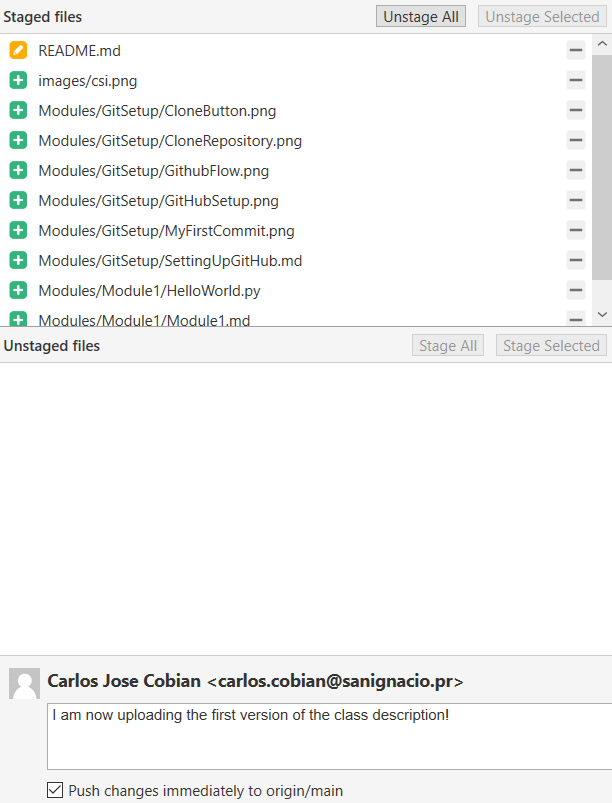 Staged files Unstage All Unstage Selected
README.md
images/csi.png
Modules/GitSetup/CloneButton.png
Modules/GitSetup/CloneRepository.png
Modules/GitSetup/GithubFlow.png
Modules/GitSetup/GitHubSetup.png
Modules/GitSetup/MyFirstCommit.png
Modules/GitSetup/SettingUpGitHub.md
Modules/Module1/HelloWorld.py
Modules/Module1/Module1.md
Unstaged files Stage All Stage Selected
Carlos Jose Cobian <carlos.cobian@sanignacio.pr>
I am now uploading the first version of the class description!
Push changes immediately to origin/main